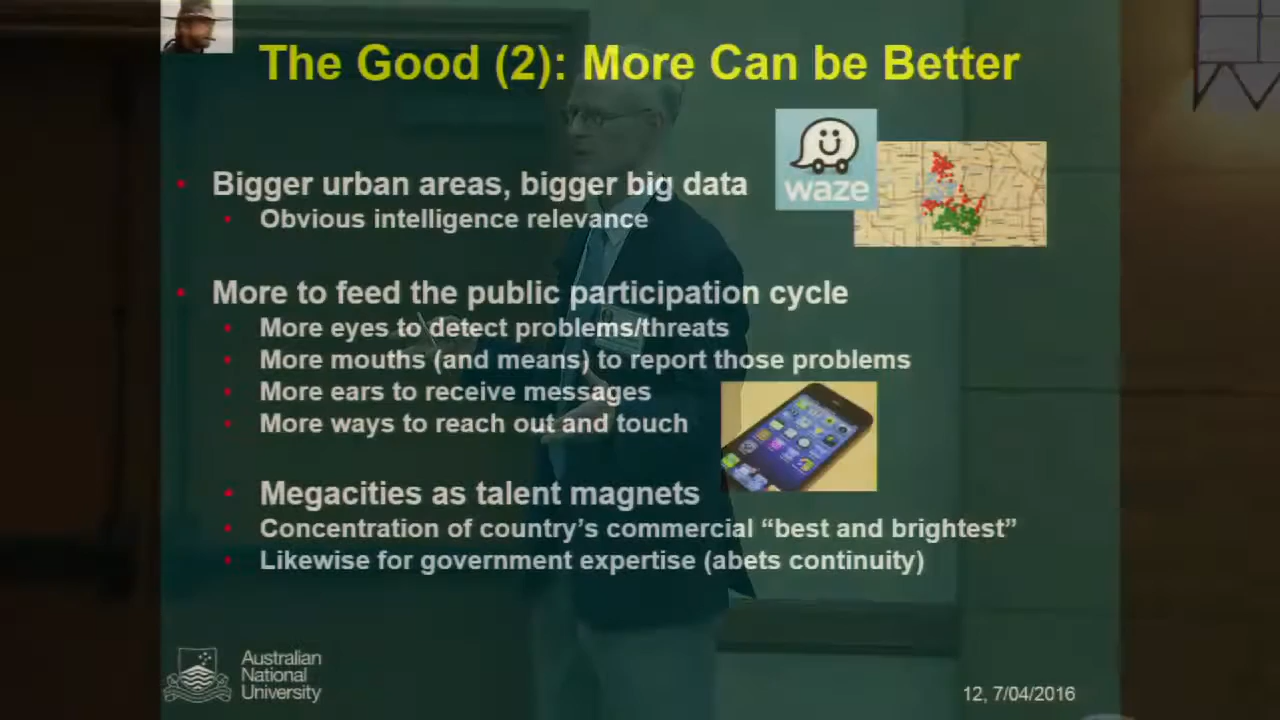 The Good (2): More Can be Better
waze
Bigger urban areas, bigger big data
Obvious intelligence relevance
More to feed the public participation cycle
More eyes to detect problems/threats
More mouths (and means) to report those problems
More ears to receive messages
More ways to reach out and touch
Megacities as talent magnets
Concentration of country's commercial “best and brightest”
Likewise for government expertise (abets continuity)
Australian
National
University
12, 7/04/2016